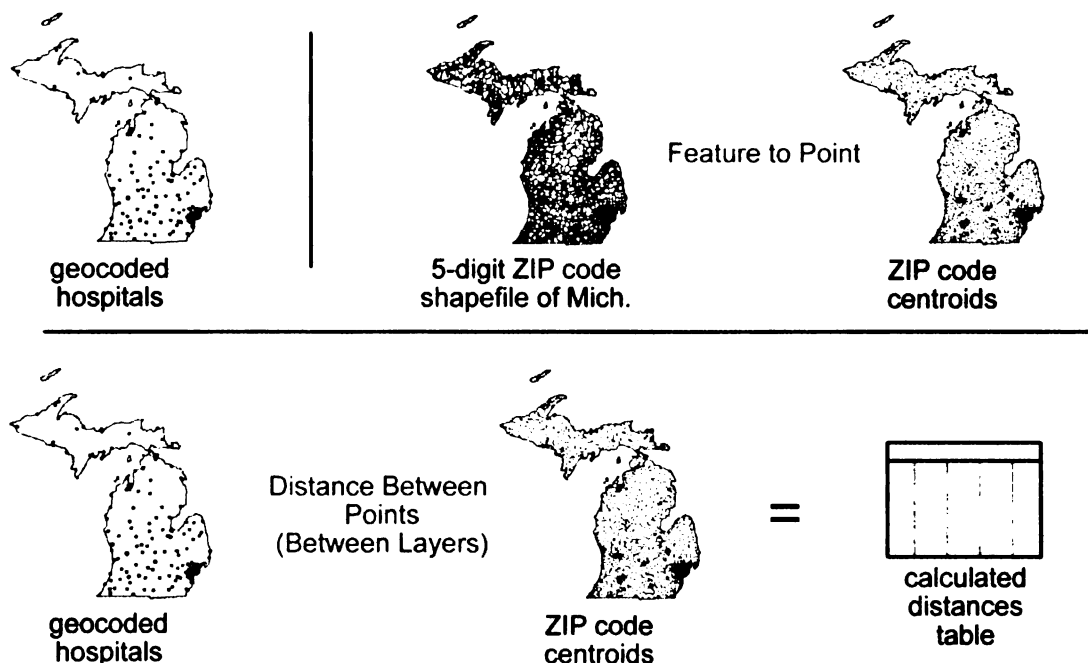 geocoded
hospitals
5-digit ZIP code
shapefile of Mich.
Feature to Point
ZIP code
centroids
geocoded
hospitals
Distance Between
Points
(Between Layers)
ZIP code
centroids
=
calculated
distances
table